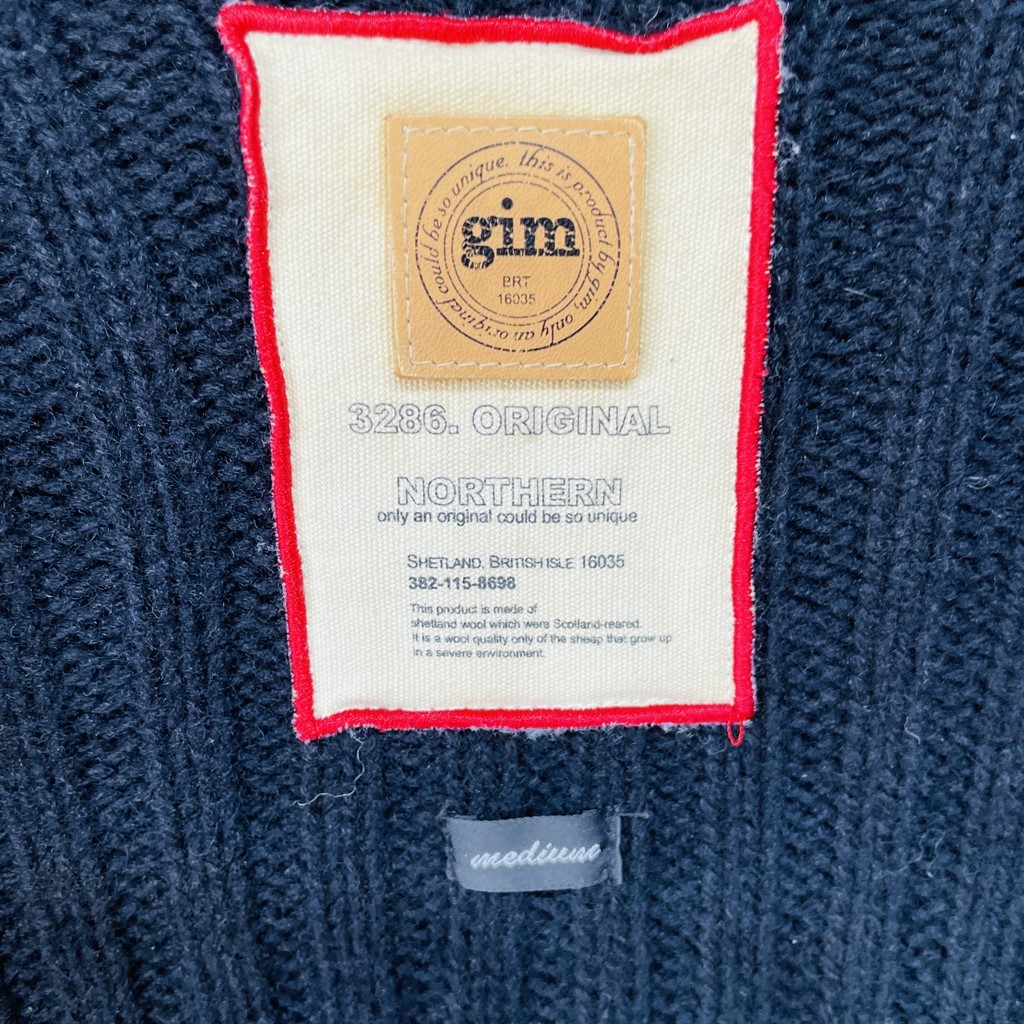 this is product by gim, only an original could be so unique.
gim
BRT
16035
3286. ORIGINAL
NORTHERN
only an original could be so unique
SHETLAND, BRITISH ISLE 16035
382-115-8698
This product is made of
shetland wool which were Scotland-reared.
it is a wool quality only of the sheep that grow up
in a severe environment.
medium